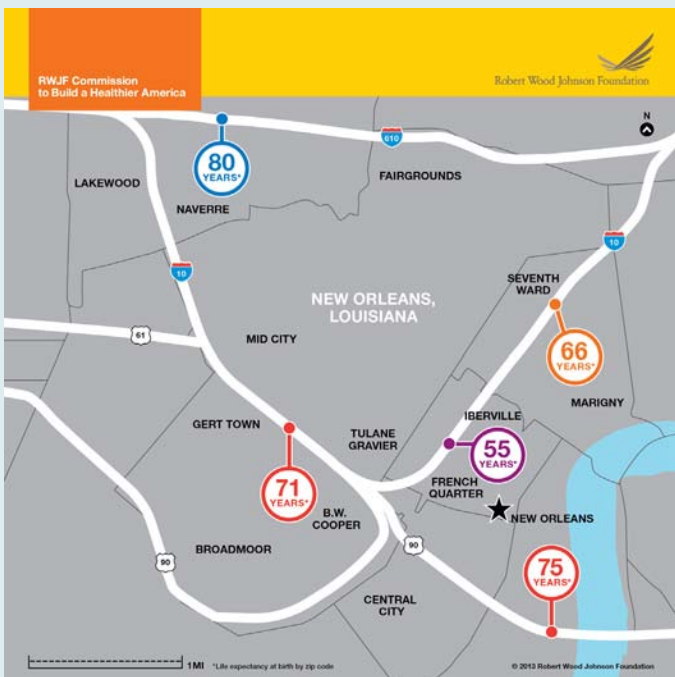 RWJF Commission
to Build a Healthier America
Robert Wood Johnson Foundation
N
610
80
YEARS*
LAKEWOOD
FAIRGROUNDS
NAVERRE
10
10
SEVENTH
WARD
NEW ORLEANS,
LOUISIANA
61
MID CITY
66
YEARS*
MARIGNY
IBERVILLE
GERT TOWN
TULANE
GRAVIER
55
YEARS*
71
YEARS*
FRENCH
QUARTER
B.W.
COOPER
NEW ORLEANS
BROADMOOR
90
90
75
YEARS*
CENTRAL
CITY
1MI
*Life expectancy at birth by zip code
© 2013 Robert Wood Johnson Foundation